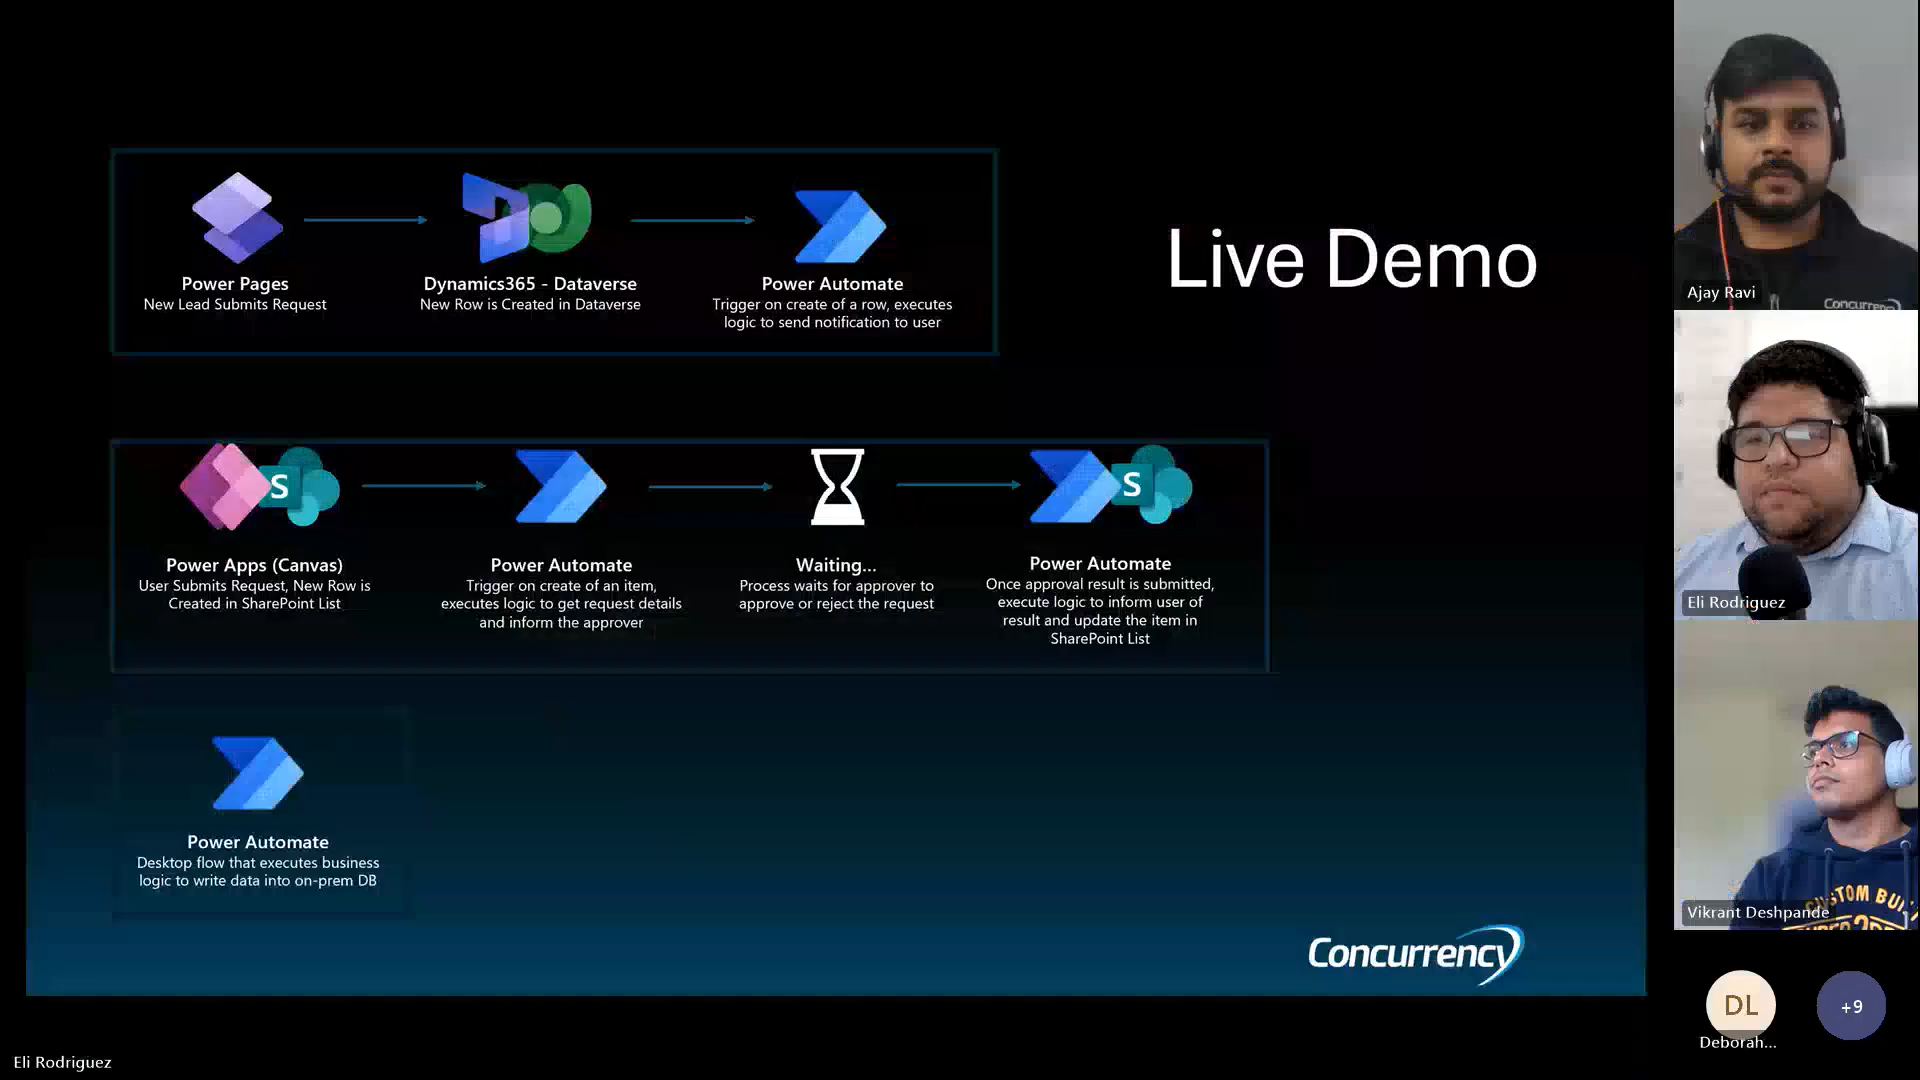 Live Demo
Power Pages
New Lead Submits Request
Dynamics365 - Dataverse
New Row is Created in Dataverse
Power Automate
Trigger on create of a row, executes
logic to send notification to user
S
Power Apps (Canvas)
User Submits Request, New Row is
Created in SharePoint List
Power Automate
Trigger on create of an item,
executes logic to get request details
and inform the approver
Waiting...
Process waits for approver to
approve or reject the request
S
Power Automate
Once approval result is submitted,
execute logic to inform user of
result and update the item in
SharePoint List
Power Automate
Desktop flow that executes business
logic to write data into on-prem DB
Concurrency
Eli Rodriguez
Ajay Ravi
Concurrency
Eli Rodriguez
Vikrant Deshpande
DL
Deborah...
+9